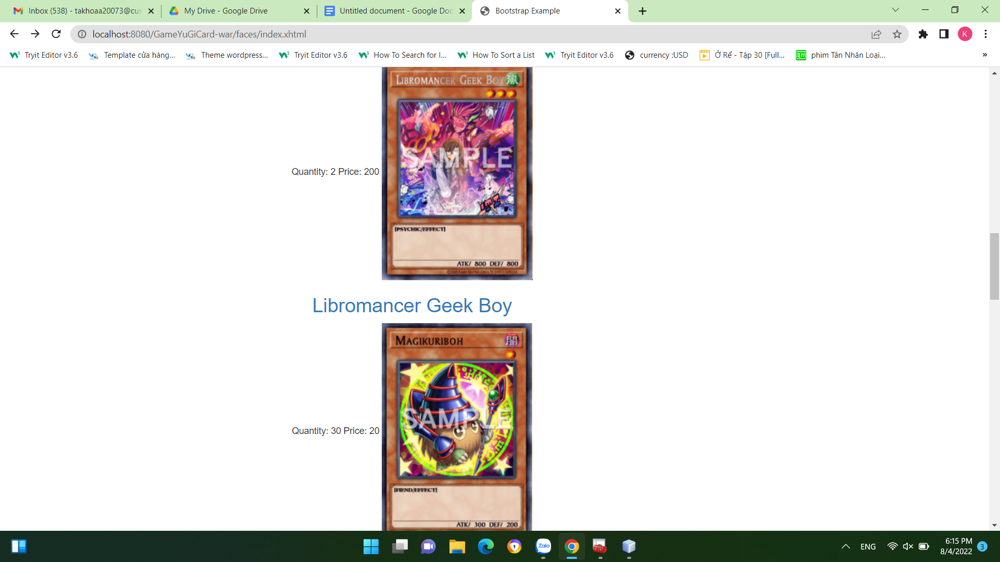 Inbox (538) - takhoaa20073@cus
My Drive - Google Drive
Untitled document - Google Doc
Bootstrap Example
localhost:8080/GameYuGiCard-war/faces/index.xhtml
K
Tryit Editor v3.6
Template cửa hàng...
Theme wordpress...
Tryit Editor v3.6
How To Search for I...
How To Sort a List
Tryit Editor v3.6
currency :USD
Ở Rể - Tập 30 [Full...
phim Tân Nhân Loại...
»
LIBROMANCER GEEK BOY
SAMPLE
Quantity: 2 Price: 200
[PSYCHIC/EFFECT]
ATK/ 800 DEF/ 800
Libromancer Geek Boy
MAGIKURIBOH
闇
SAMPLE
Quantity: 30 Price: 20
[FIEND/EFFECT]
ATK/ 300 DEF/ 200
Zalo
ENG
6:15 PM
8/4/2022
3